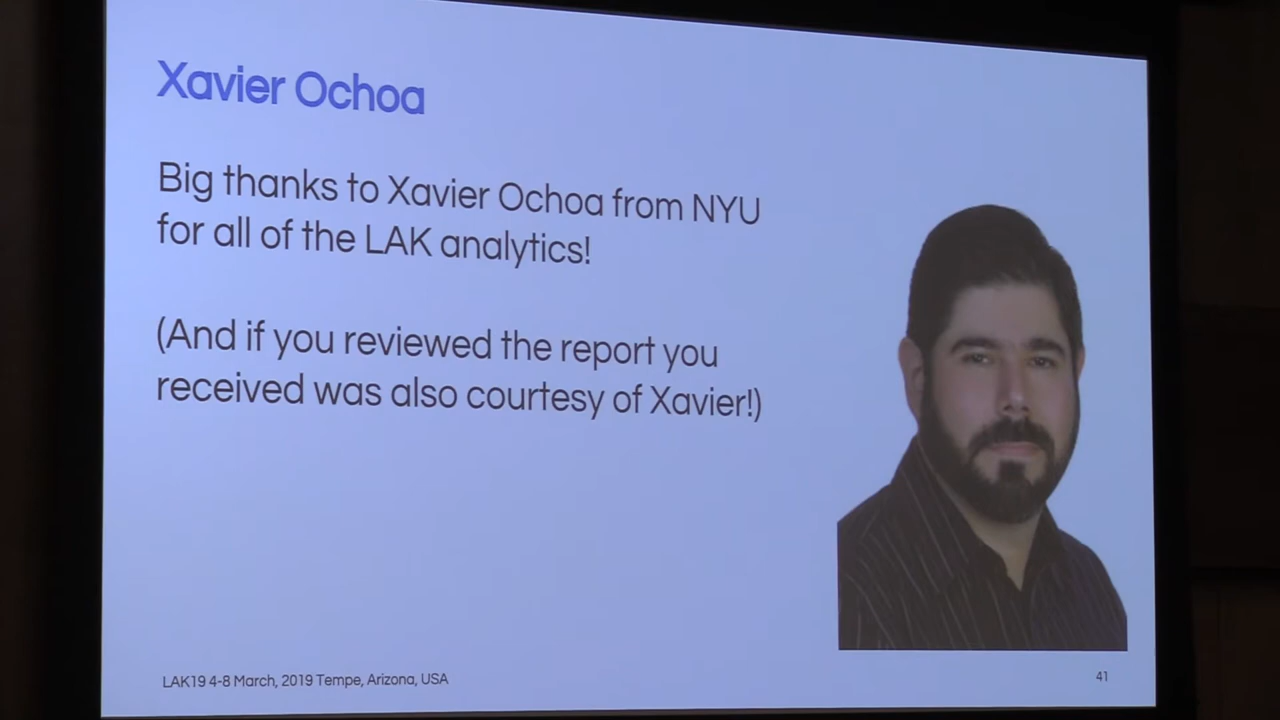 Xavier Ochoa
Big thanks to Xavier Ochoa from NYU
for all of the LAK analytics!
(And if you reviewed the report you
received was also courtesy of Xavier!)
LAK19 4-8 March, 2019 Tempe, Arizona, USA
41